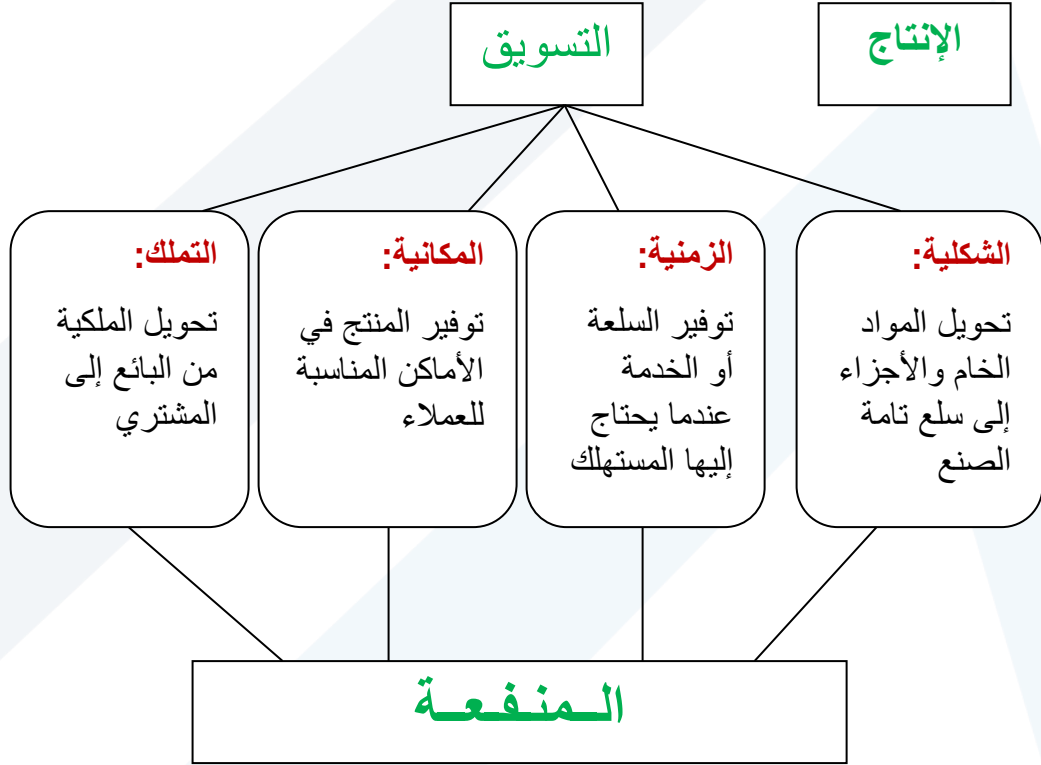 الإنتاج
التسويق
الشكلية:
تحويل المواد
الخام والأجزاء
إلى سلع تامة
الصنع
الزمنية:
توفير السلعة
أو الخدمة
عندما يحتاج
إليها المستهلك
المكانية:
توفير المنتج في
الأماكن المناسبة
للعملاء
التملك:
تحويل الملكية
من البائع إلى
المشتري
الـــمنـفـعــة